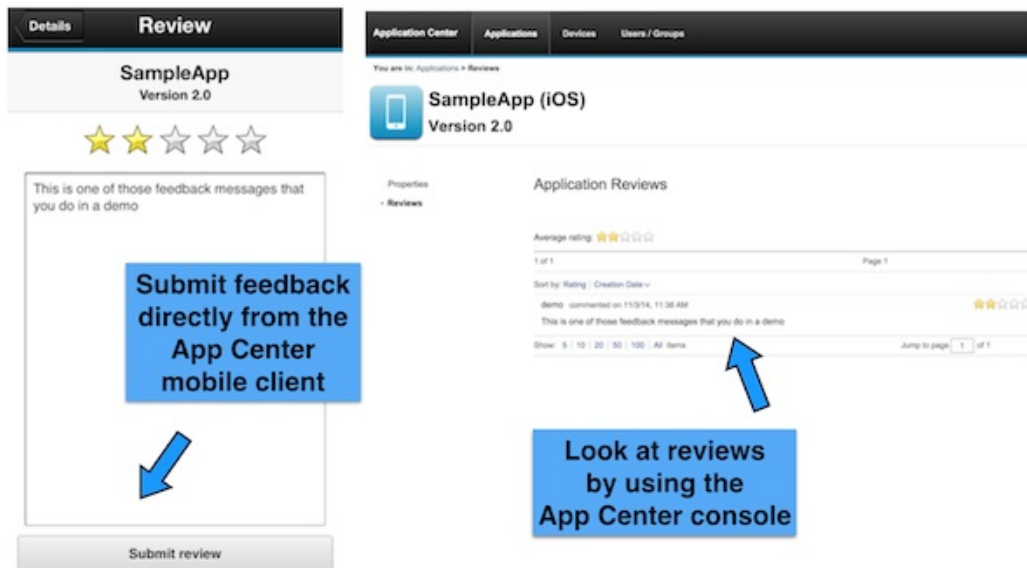 Details
Review
SampleApp
Version 2.0
This is one of those feedback messages that
you do in a demo
Submit feedback
directly from the
App Center
mobile client
Submit review
Application Center
Applications
Devices
Users / Groups
You are in: Applications > Reviews
SampleApp (iOS)
Version 2.0
Properties
Reviews
Application Reviews
Average rating:
1 of 1
Page 1
Sort by: Rating | Creation Date
demo commented on 11/3/14, 11:38 AM
This is one of those feedback messages that you do in a demo
Show: 5 | 10 | 20 | 50 | 100 | All items
Jump to page 1 of 1
Look at reviews
by using the
App Center console